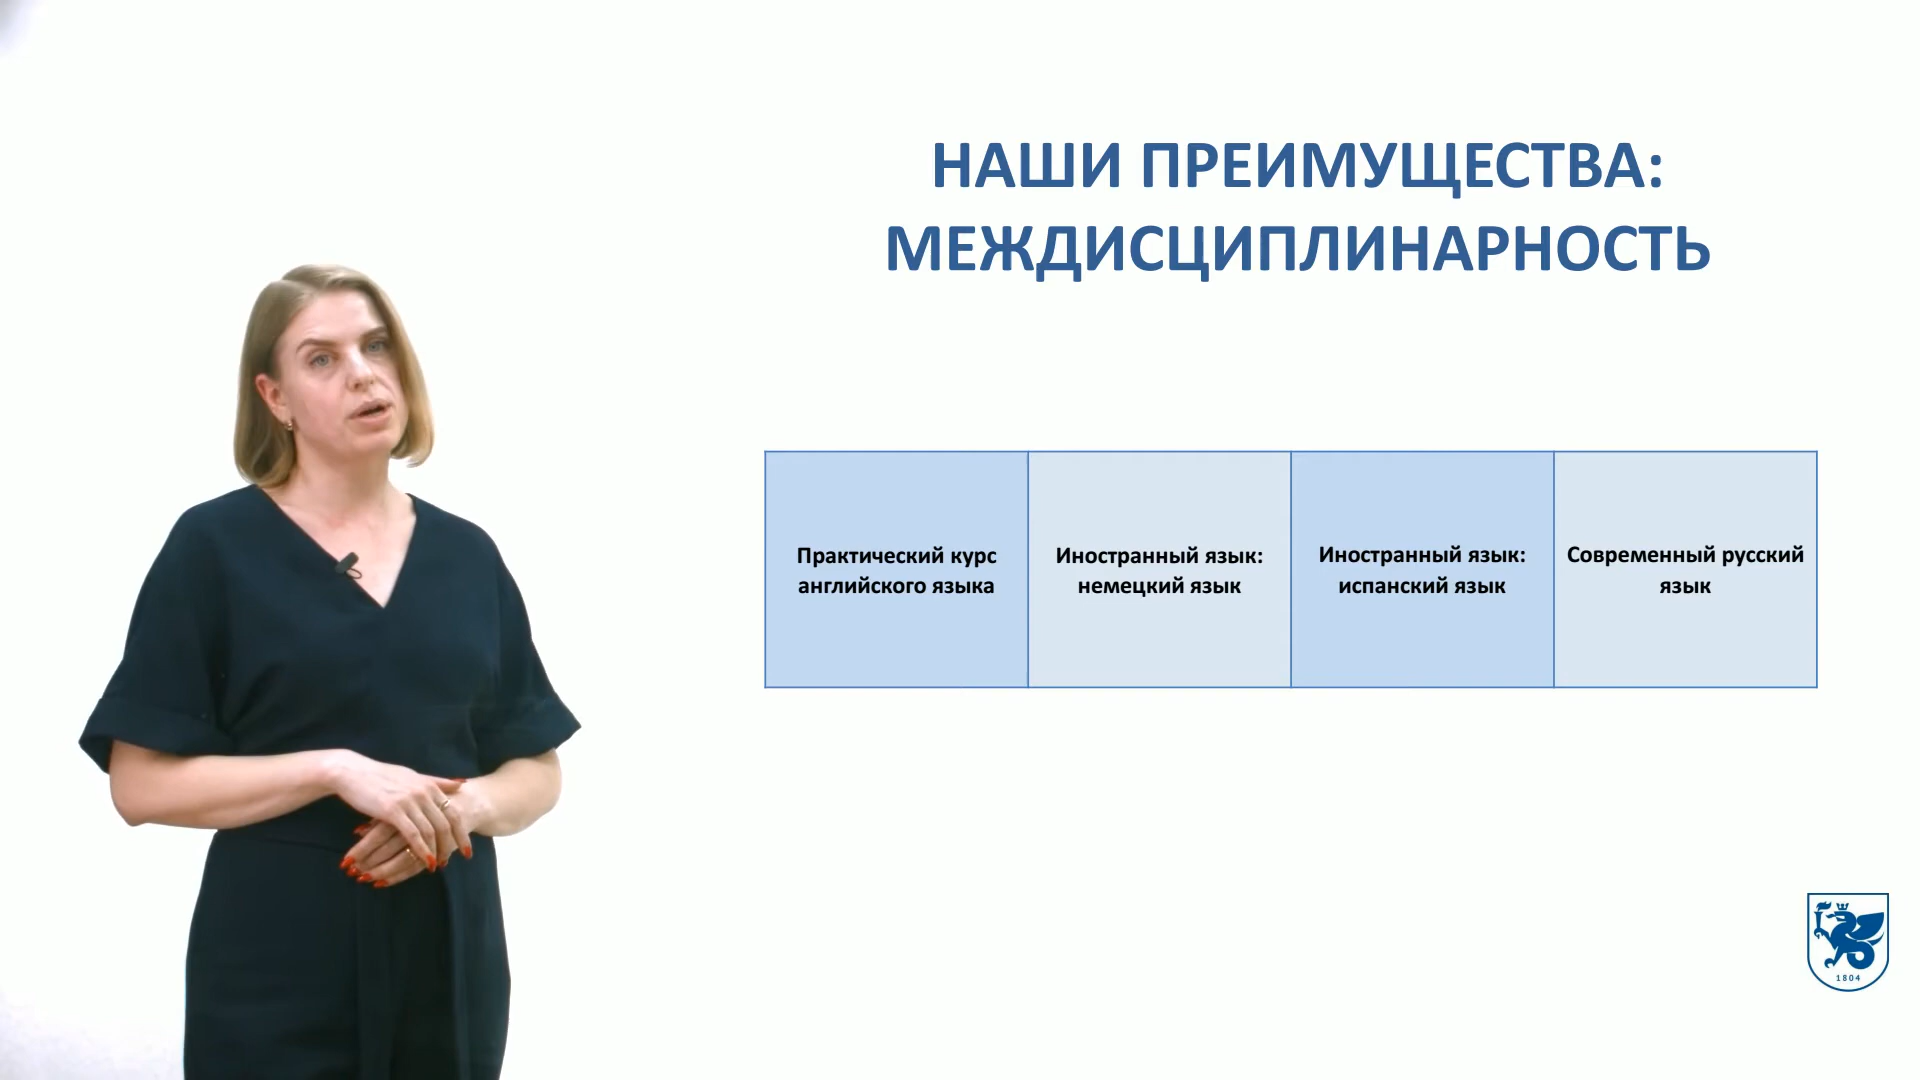 НАШИ ПРЕИМУЩЕСТВА:
МЕЖДИСЦИПЛИНАРНОСТЬ
Практический курс
английского языка
Иностранный язык:
немецкий язык
Иностранный язык:
испанский язык
Современный русский
язык
1804